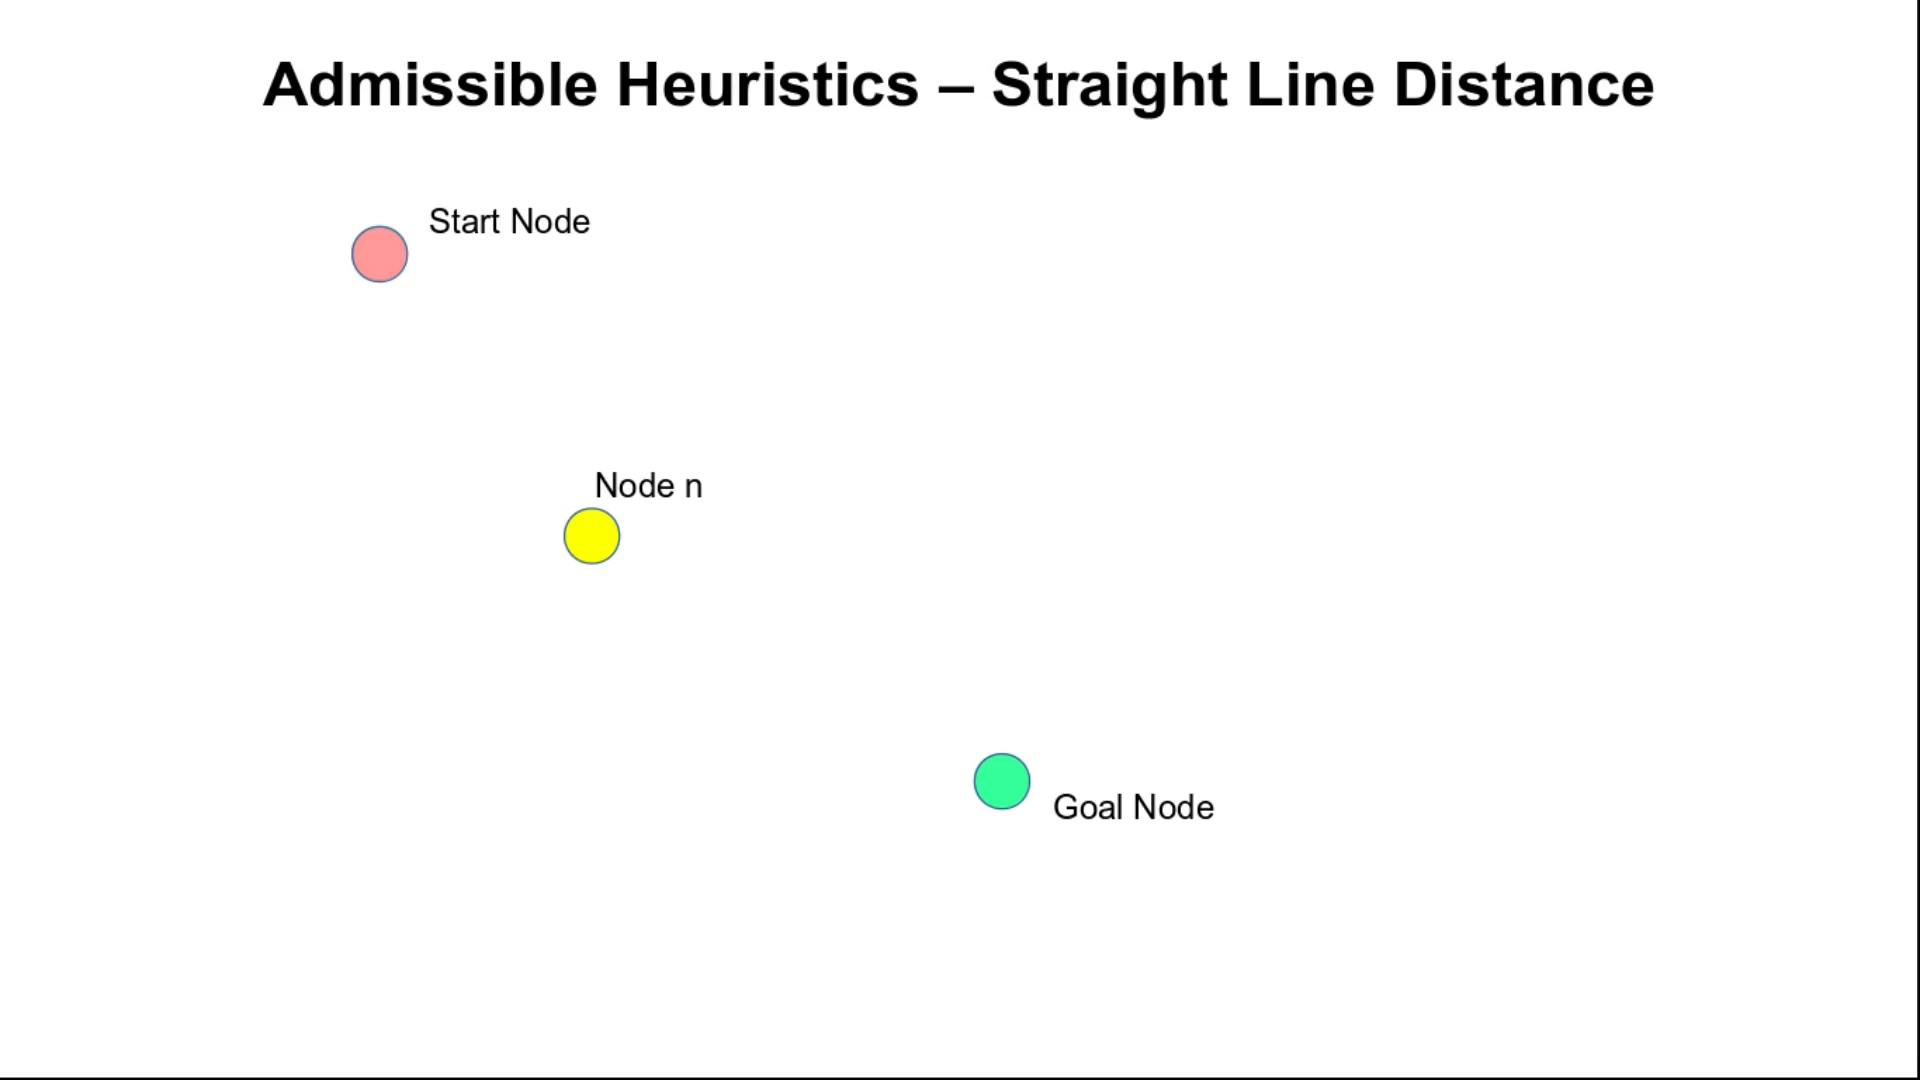 Admissible Heuristics – Straight Line Distance
Start Node
Node n
Goal Node